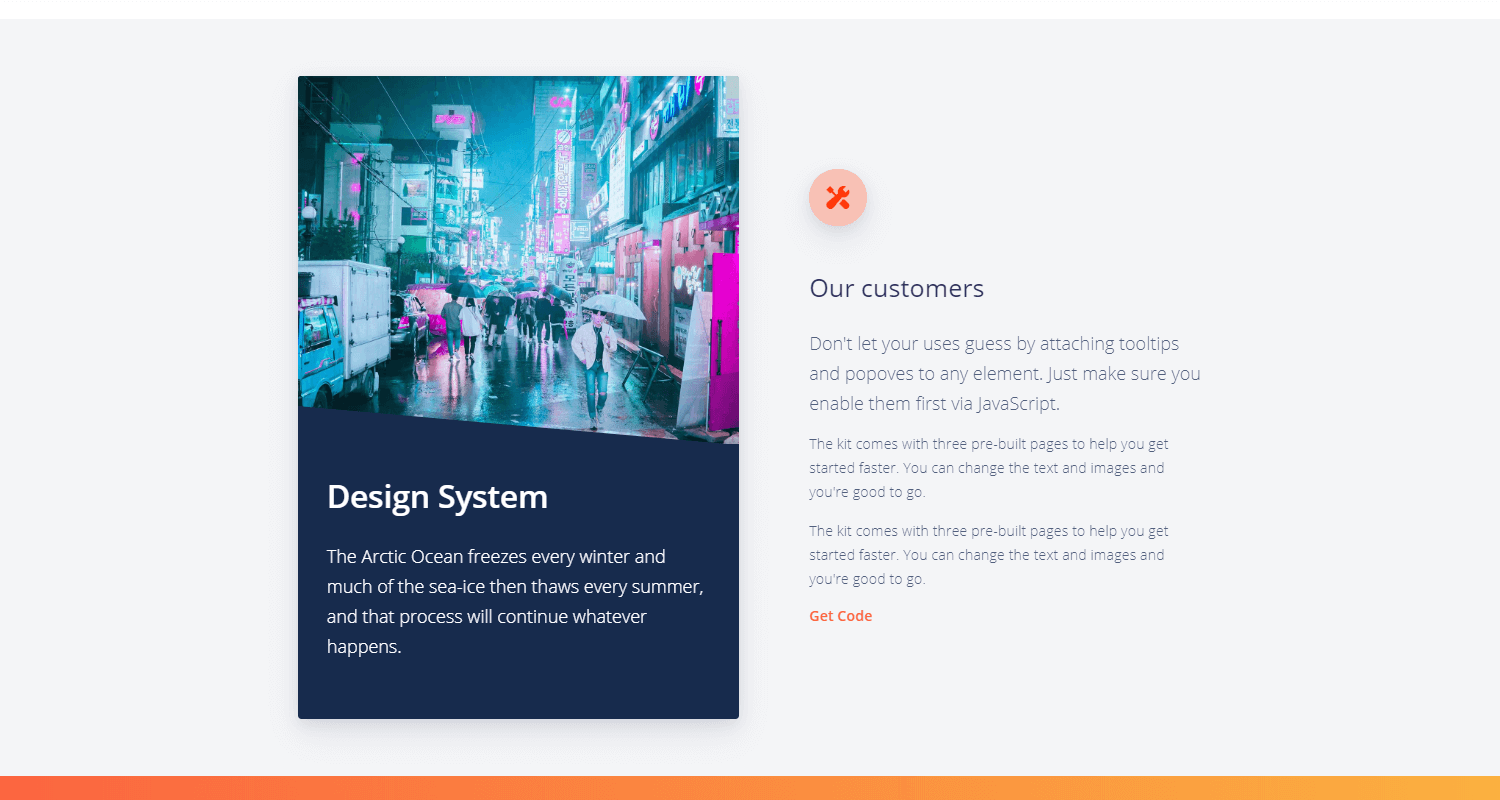 Design System
The Arctic Ocean freezes every winter and
much of the sea-ice then thaws every summer,
and that process will continue whatever
happens.
Our customers
Don't let your uses guess by attaching tooltips
and popoves to any element. Just make sure you
enable them first via JavaScript.
The kit comes with three pre-built pages to help you get
started faster. You can change the text and images and
you're good to go.
The kit comes with three pre-built pages to help you get
started faster. You can change the text and images and
you're good to go.
Get Code